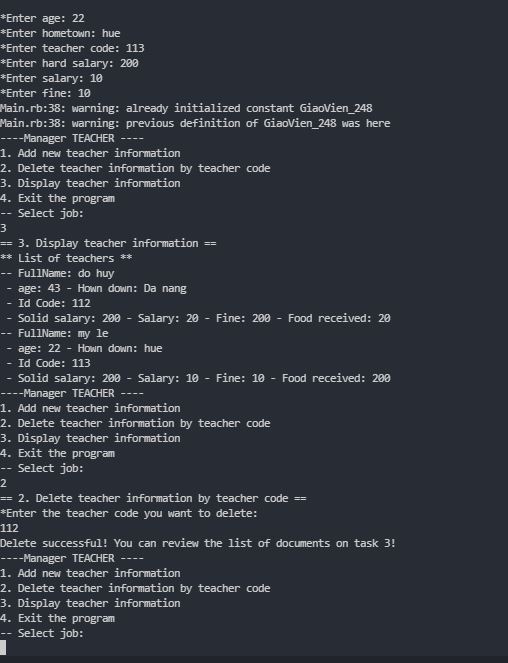 *Enter age: 22
*Enter hometown: hue
*Enter teacher code: 113
*Enter hard salary: 200
*Enter salary: 10
*Enter fine: 10
Main.rb:38: warning: already initialized constant GiaoVien_248
Main.rb:38: warning: previous definition of GiaoVien_248 was here
----Manager TEACHER ----
1. Add new teacher information
2. Delete teacher information by teacher code
3. Display teacher information
4. Exit the program
-- Select job:
3
== 3. Display teacher information ==
** List of teachers **
-- FullName: do huy
- age: 43 - Hown down: Da nang
- Id Code: 112
- Solid salary: 200 - Salary: 20 - Fine: 200 - Food received: 20
-- FullName: my le
- age: 22 - Hown down: hue
- Id Code: 113
- Solid salary: 200 - Salary: 10 - Fine: 10 - Food received: 200
----Manager TEACHER ----
1. Add new teacher information
2. Delete teacher information by teacher code
3. Display teacher information
4. Exit the program
-- Select job:
2
== 2. Delete teacher information by teacher code ==
*Enter the teacher code you want to delete:
112
Delete successful! You can review the list of documents on task 3!
----Manager TEACHER ----
1. Add new teacher information
2. Delete teacher information by teacher code
3. Display teacher information
4. Exit the program
-- Select job: